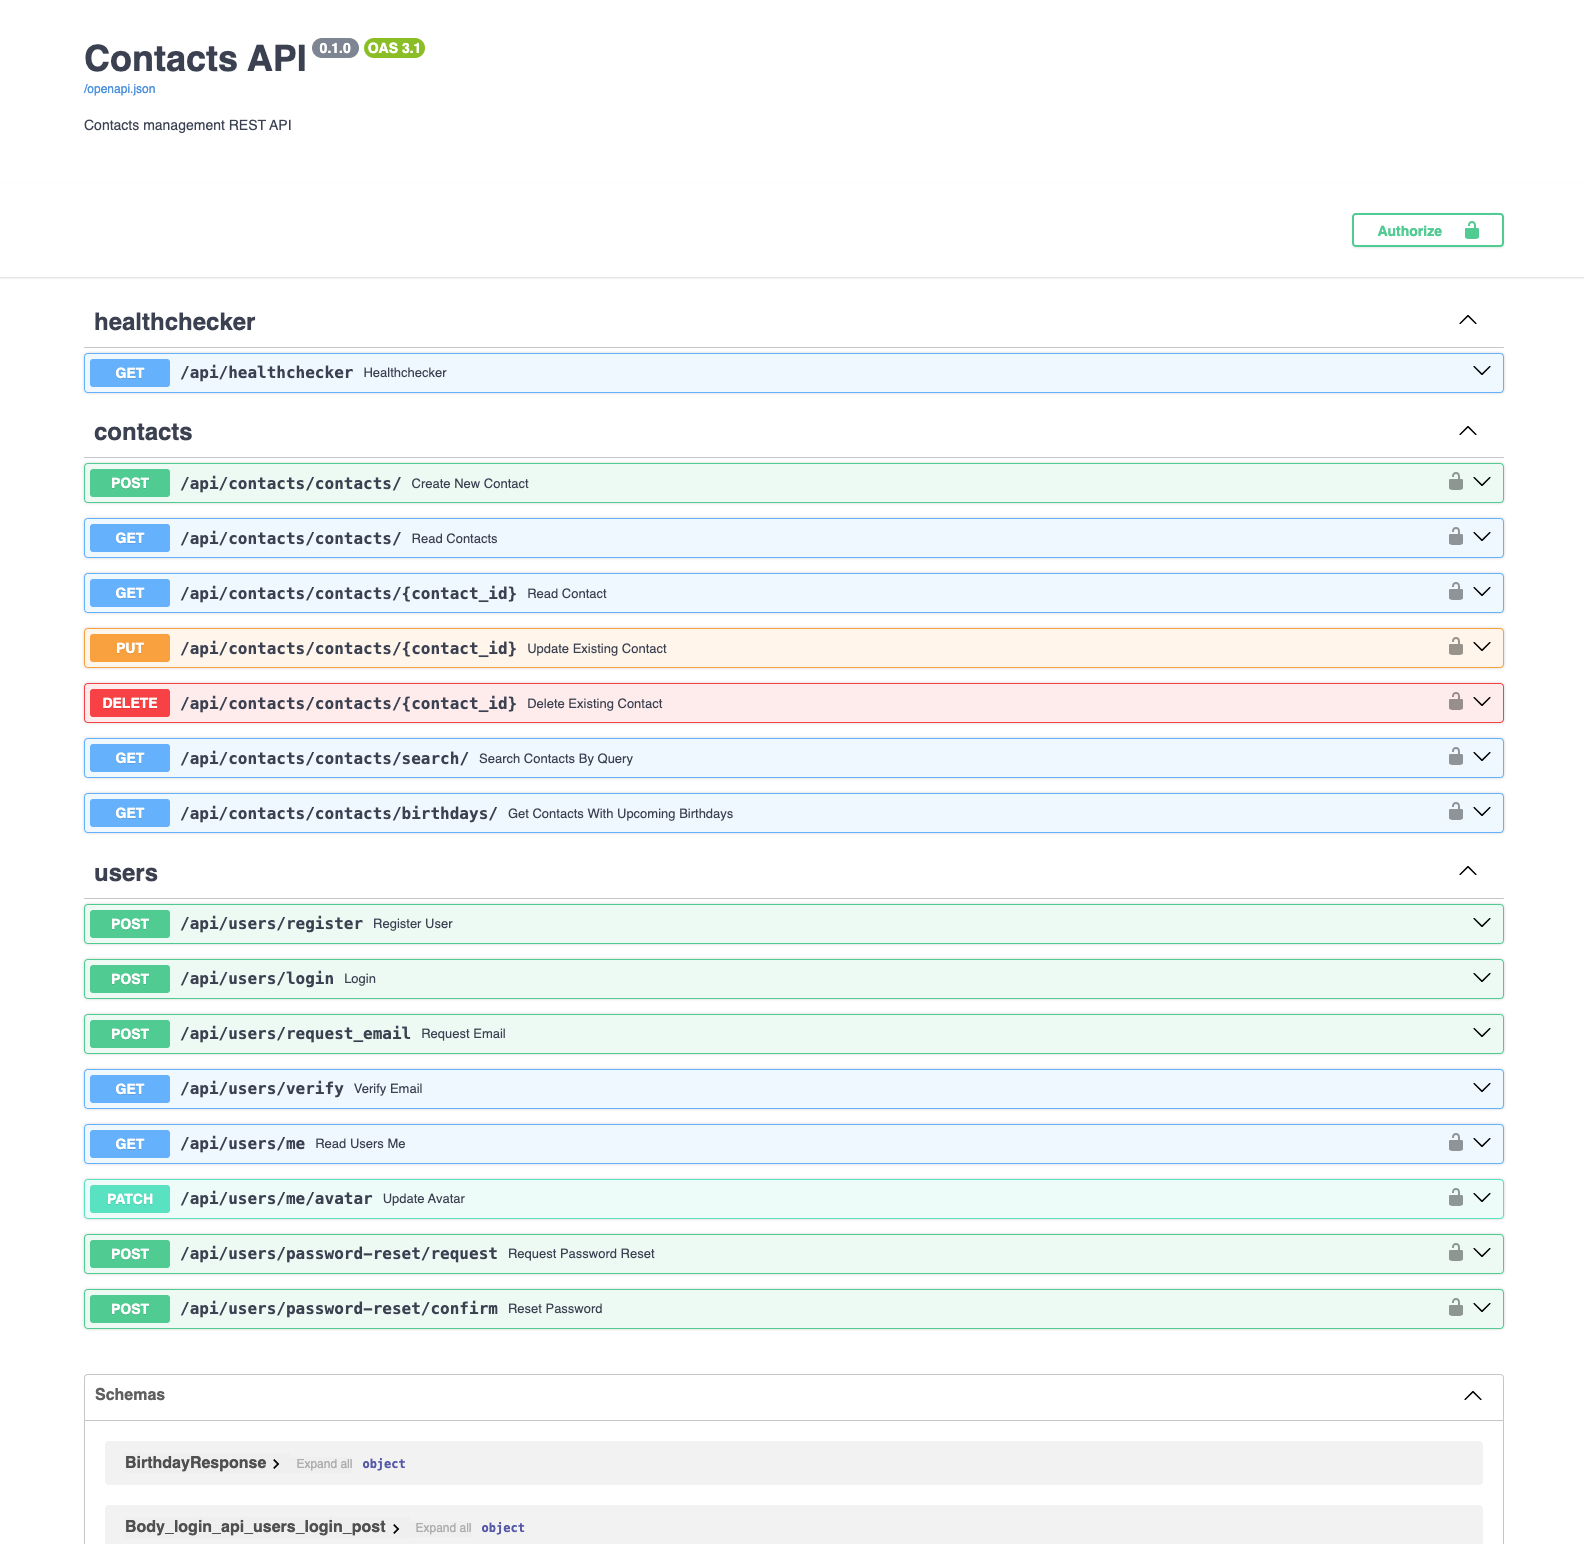 Contacts API 0.1.0 OAS 3.1
/openapi.json
Contacts management REST API
Authorize
healthchecker
GET /api/healthchecker Healthchecker
contacts
POST /api/contacts/contacts/ Create New Contact
GET /api/contacts/contacts/ Read Contacts
GET /api/contacts/contacts/{contact_id} Read Contact
PUT /api/contacts/contacts/{contact_id} Update Existing Contact
DELETE /api/contacts/contacts/{contact_id} Delete Existing Contact
GET /api/contacts/contacts/search/ Search Contacts By Query
GET /api/contacts/contacts/birthdays/ Get Contacts With Upcoming Birthdays
users
POST /api/users/register Register User
POST /api/users/login Login
POST /api/users/request_email Request Email
GET /api/users/verify Verify Email
GET /api/users/me Read Users Me
PATCH /api/users/me/avatar Update Avatar
POST /api/users/password-reset/request Request Password Reset
POST /api/users/password-reset/confirm Reset Password
Schemas
BirthdayResponse Expand all object
Body_login_api_users_login_post Expand all object